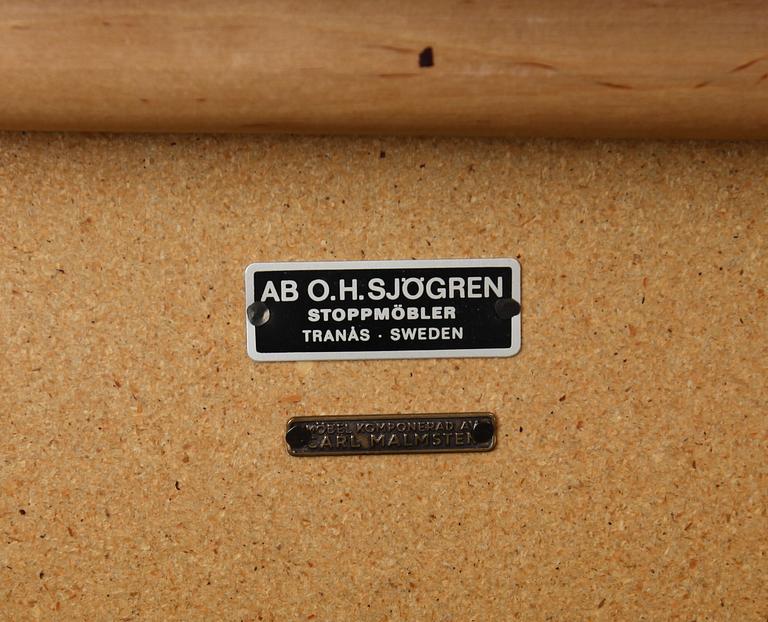 AB O.H. SJÖGREN
STOPPMÖBLER
TRANÅS · SWEDEN
MÖBEL KOMPONERAD AV
CARL MALMSTEN